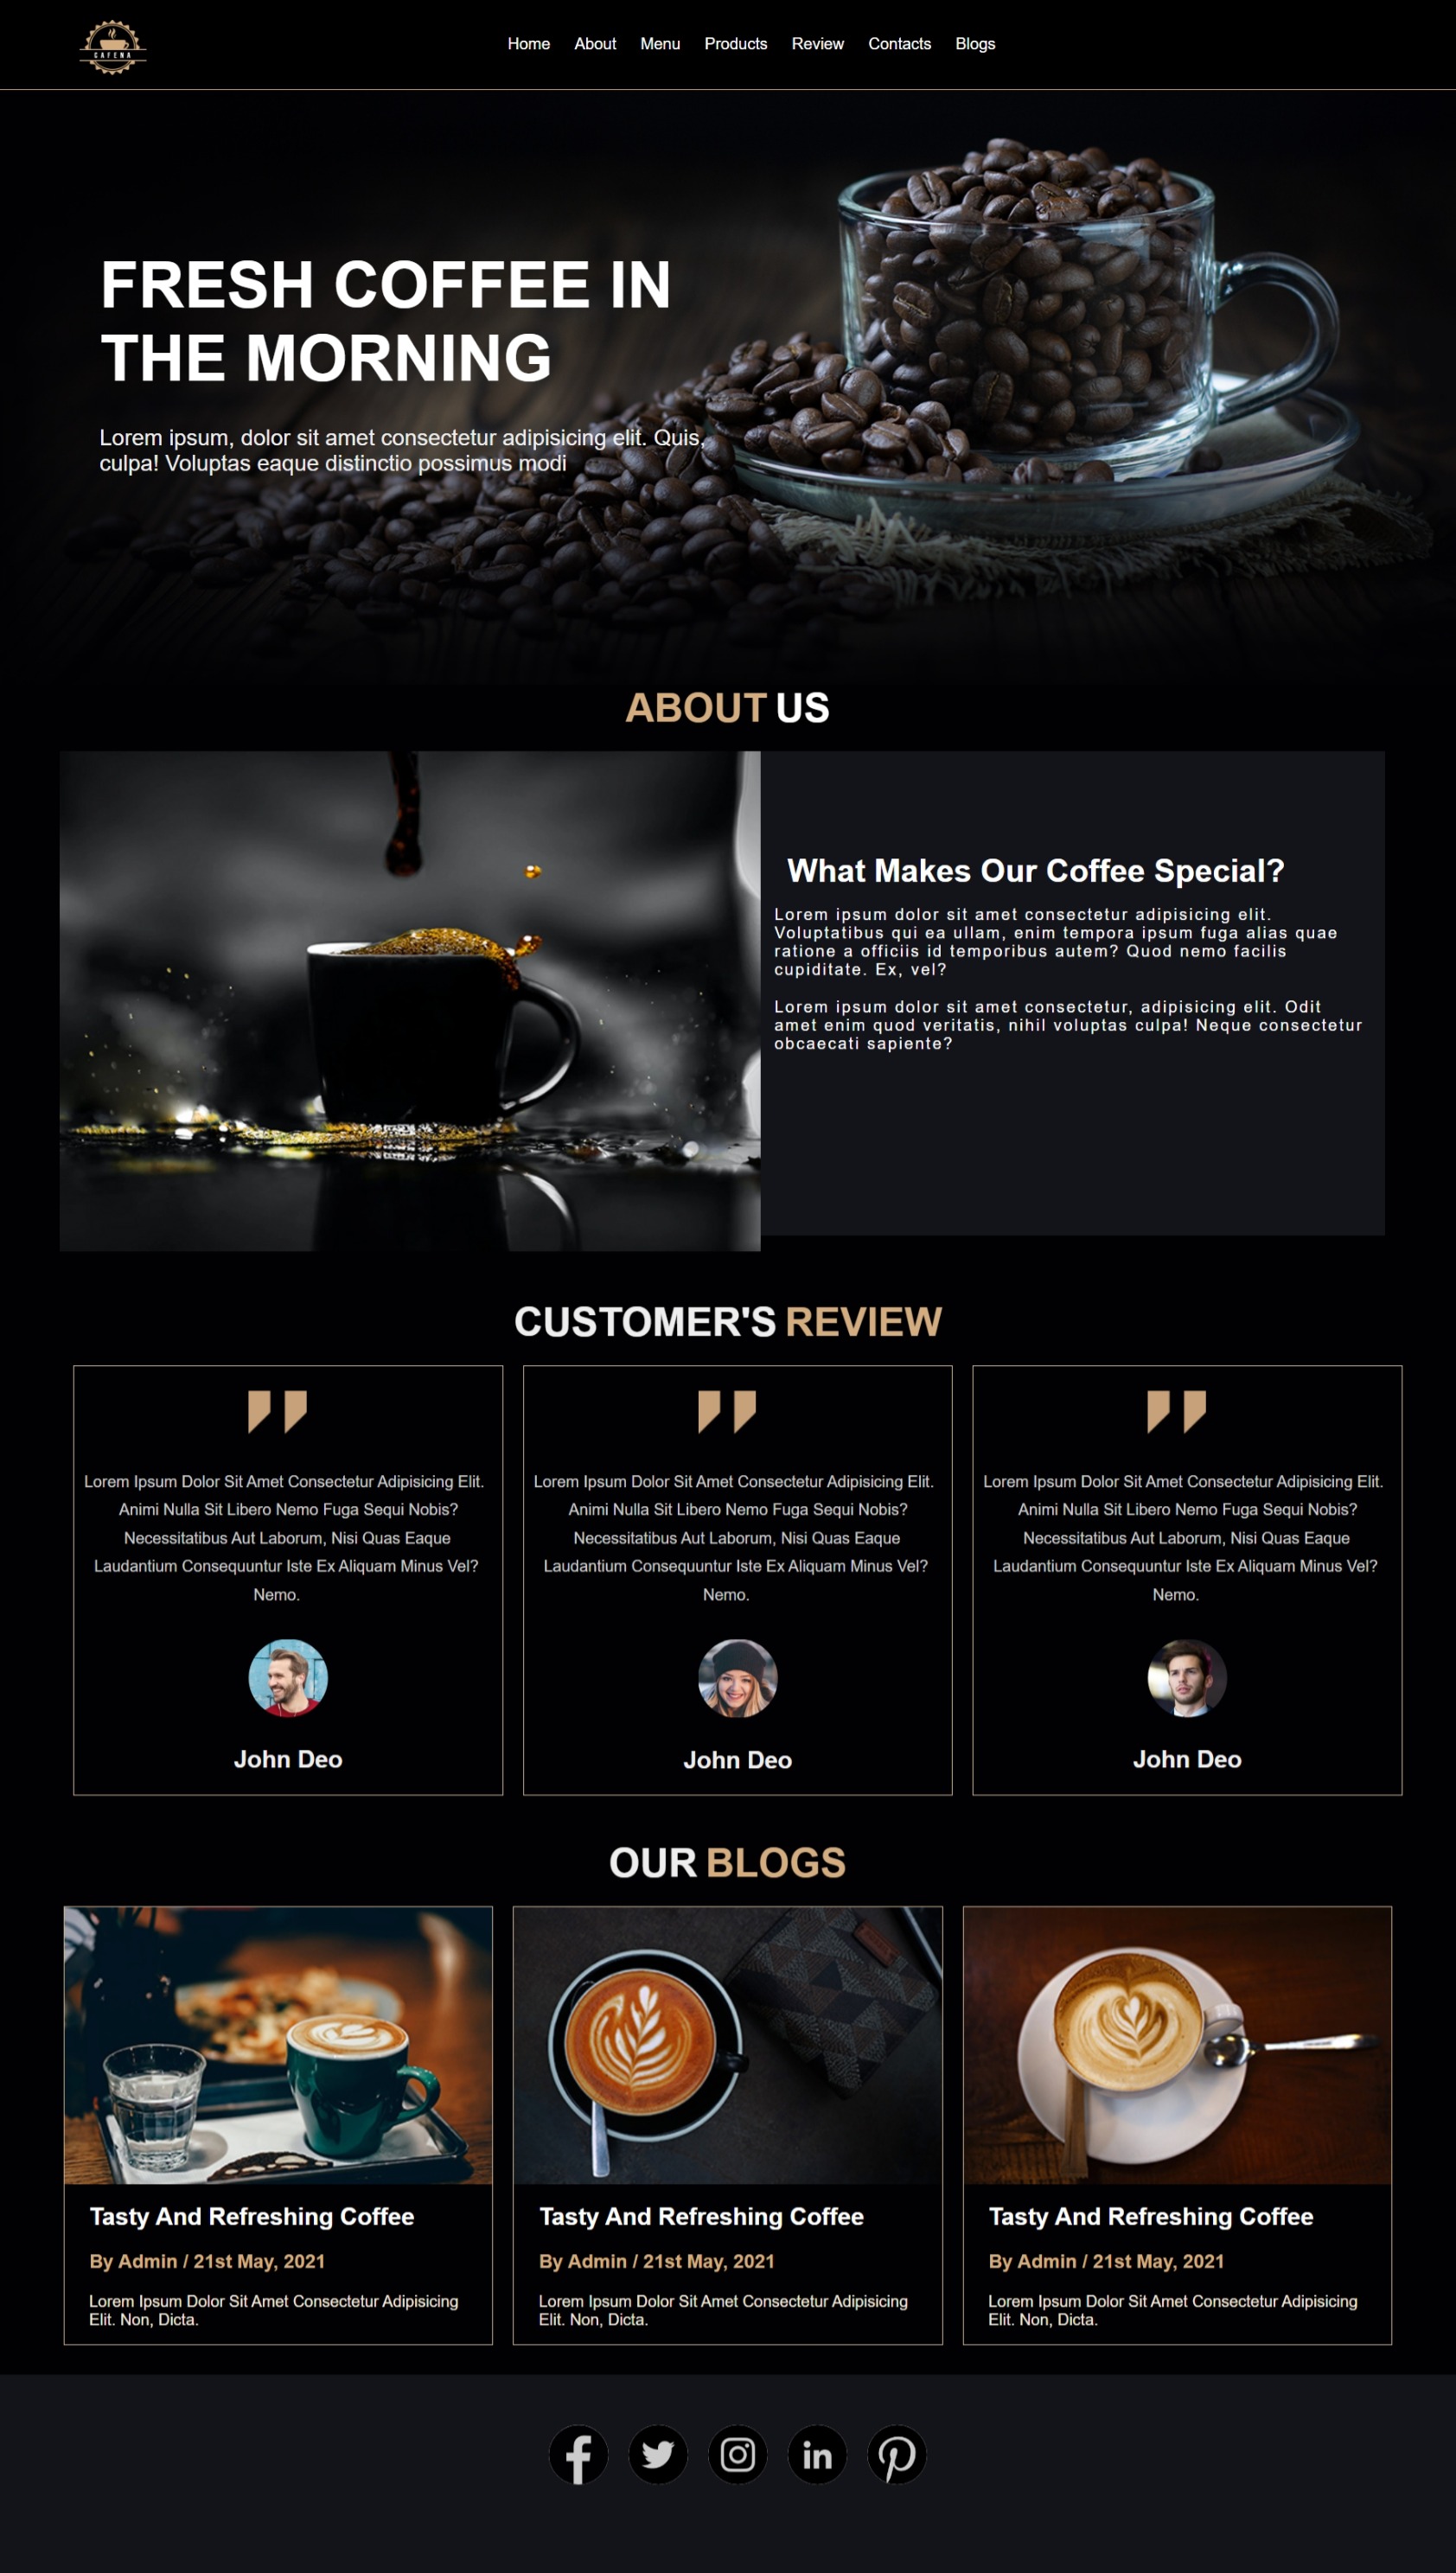 CAFENA
Home About Menu Products Review Contacts Blogs
FRESH COFFEE IN
THE MORNING
Lorem ipsum, dolor sit amet consectetur adipisicing elit. Quis,
culpa! Voluptas eaque distinctio possimus modi
ABOUT US
What Makes Our Coffee Special?
Lorem ipsum dolor sit amet consectetur adipisicing elit.
Voluptatibus qui ea ullam, enim tempora ipsum fuga alias quae
ratione a officiis id temporibus autem? Quod nemo facilis
cupiditate. Ex, vel?
Lorem ipsum dolor sit amet consectetur, adipisicing elit. Odit
amet enim quod veritatis, nihil voluptas culpa! Neque consectetur
obcaecati sapiente?
CUSTOMER'S REVIEW
Lorem Ipsum Dolor Sit Amet Consectetur Adipisicing Elit.
Animi Nulla Sit Libero Nemo Fuga Sequi Nobis?
Necessitatibus Aut Laborum, Nisi Quas Eaque
Laudantium Consequuntur Iste Ex Aliquam Minus Vel?
Nemo.
John Deo
Lorem Ipsum Dolor Sit Amet Consectetur Adipisicing Elit.
Animi Nulla Sit Libero Nemo Fuga Sequi Nobis?
Necessitatibus Aut Laborum, Nisi Quas Eaque
Laudantium Consequuntur Iste Ex Aliquam Minus Vel?
Nemo.
John Deo
Lorem Ipsum Dolor Sit Amet Consectetur Adipisicing Elit.
Animi Nulla Sit Libero Nemo Fuga Sequi Nobis?
Necessitatibus Aut Laborum, Nisi Quas Eaque
Laudantium Consequuntur Iste Ex Aliquam Minus Vel?
Nemo.
John Deo
OUR BLOGS
Tasty And Refreshing Coffee
By Admin / 21st May, 2021
Lorem Ipsum Dolor Sit Amet Consectetur Adipisicing
Elit. Non, Dicta.
Tasty And Refreshing Coffee
By Admin / 21st May, 2021
Lorem Ipsum Dolor Sit Amet Consectetur Adipisicing
Elit. Non, Dicta.
Tasty And Refreshing Coffee
By Admin / 21st May, 2021
Lorem Ipsum Dolor Sit Amet Consectetur Adipisicing
Elit. Non, Dicta.